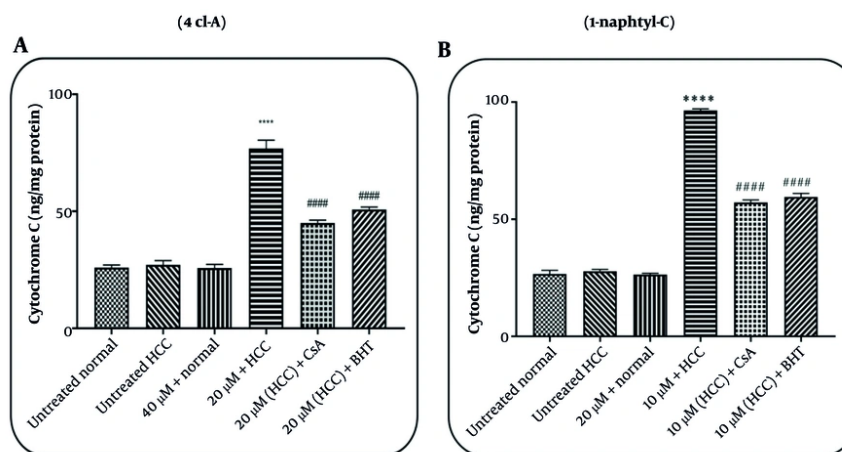 (4 cl-A)
A
100
50
0
Cytochrome C (ng/mg protein)
****
####
####
Untreated normal
Untreated HCC
40 μM + normal
20 μM + HCC
20 μM (HCC) + CsA
20 μM (HCC) + BHT
(1-naphtyl-C)
B
100
50
0
Cytochrome C (ng/mg protein)
****
####
####
Untreated normal
Untreated HCC
20 μM + normal
10 μM + HCC
10 μM (HCC) + CsA
10 μM (HCC) + BHT